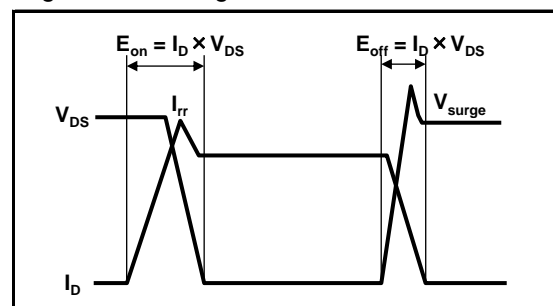 E_on = I_D × V_DS
E_off = I_D × V_DS
V_DS
I_rr
V_surge
I_D